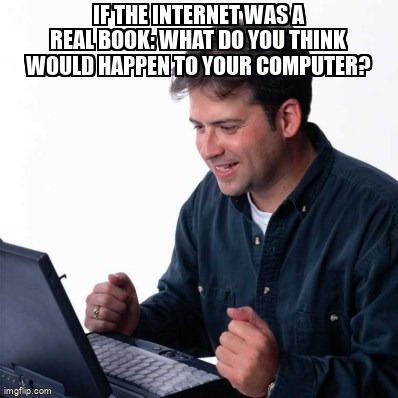 IF THE INTERNET WAS A
REAL BOOK: WHAT DO YOU THINK
WOULD HAPPEN TO YOUR COMPUTER?
imgflip.com